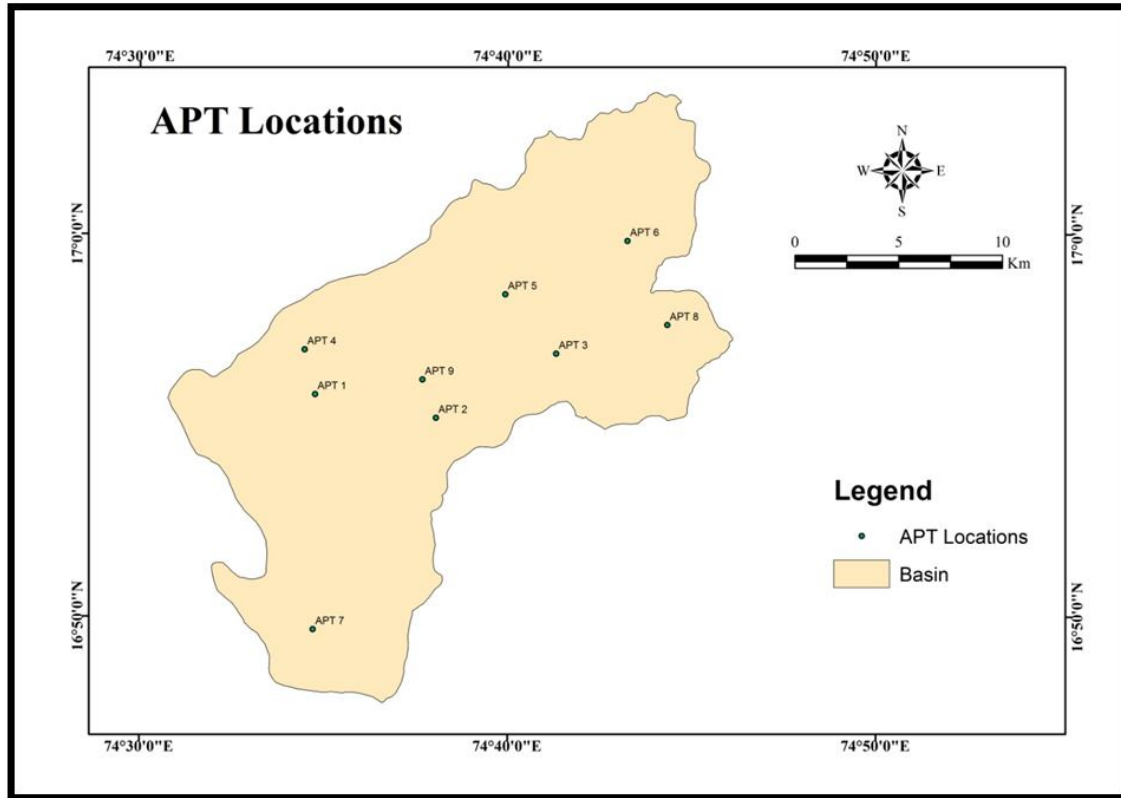 74°30'0"E 74°40'0"E 74°50'0"E
APT Locations
N
W E
S
17°0'0"N 17°0'0"N
APT 6
0 5 10
Km
APT 5
APT 8
APT 4
APT 3
APT 9
APT 1
APT 2
Legend
APT Locations
Basin
16°50'0"N 16°50'0"N
APT 7
74°30'0"E 74°40'0"E 74°50'0"E